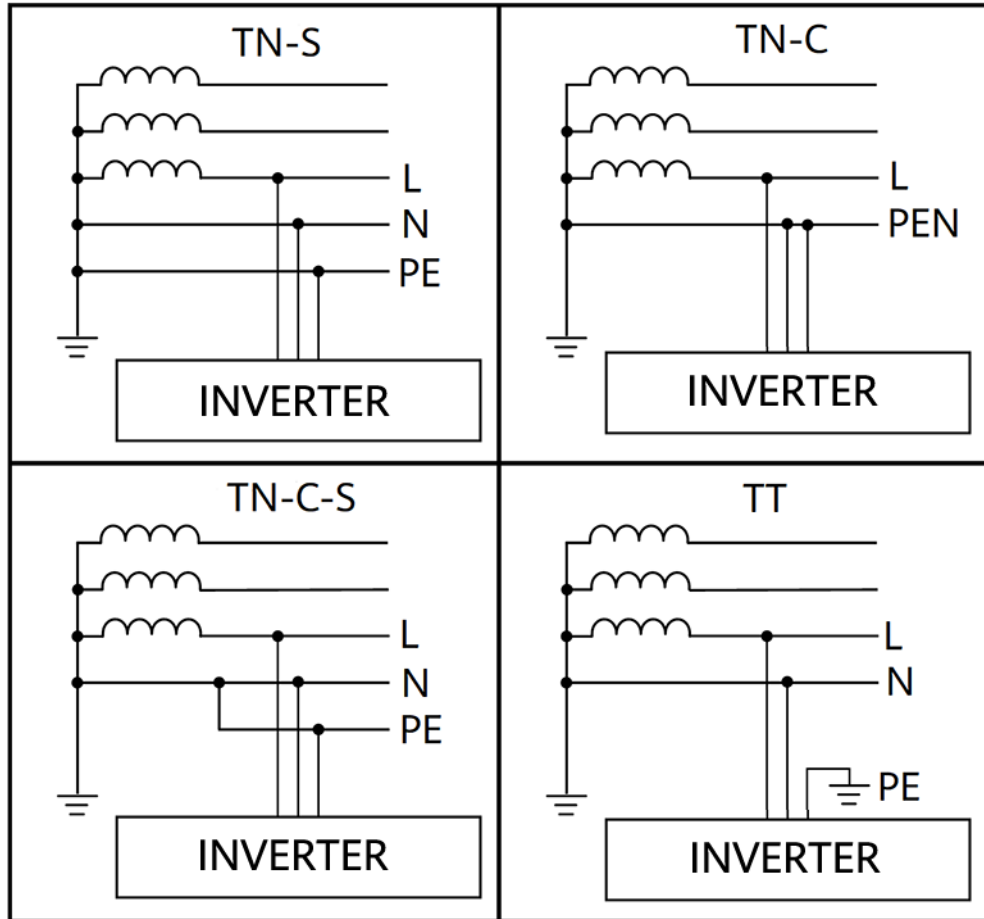 TN-S
L
N
PE
INVERTER
TN-C
L
PEN
INVERTER
TN-C-S
L
N
PE
INVERTER
TT
L
N
PE
INVERTER